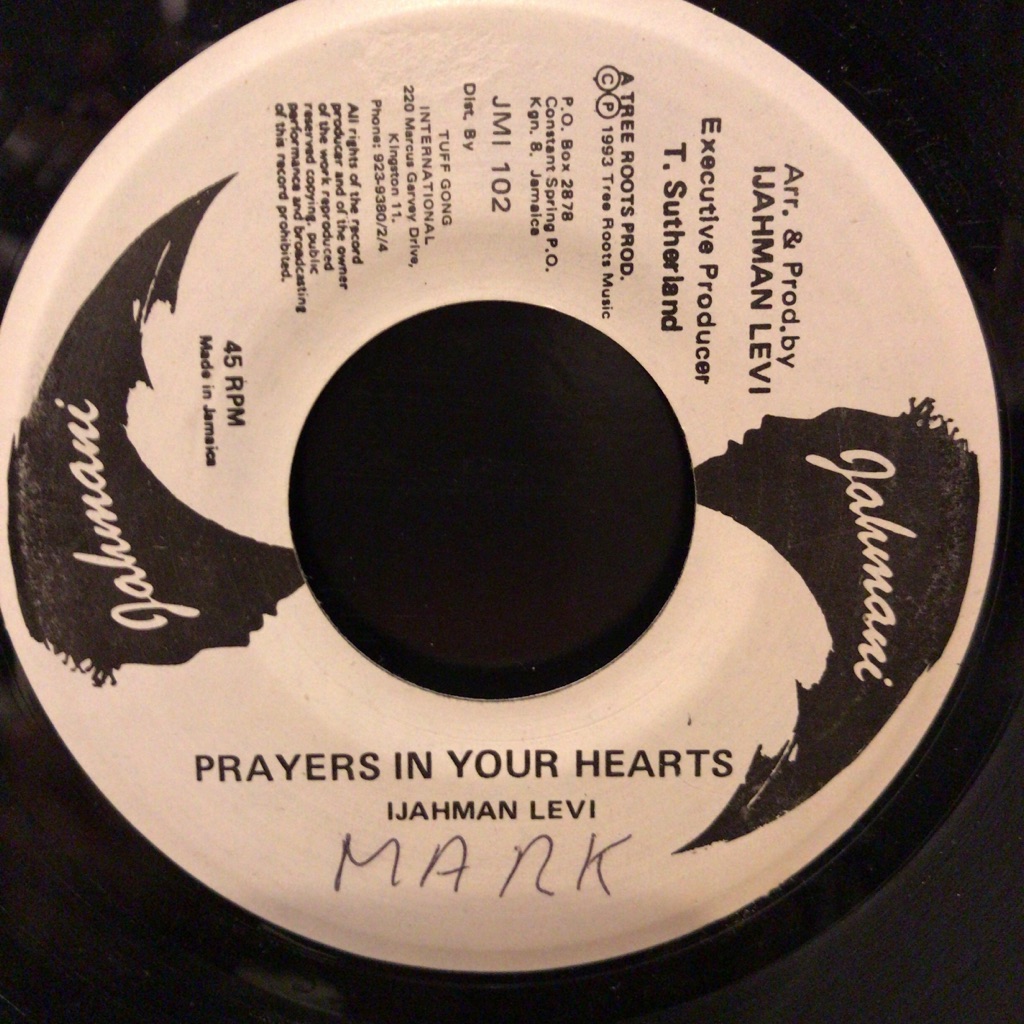 Arr. & Prod.by
IJAHMAN LEVI
Executive Producer
T. Sutherland
A TREE ROOTS PROD.
©℗ 1993 Tree Roots Music
P.O. Box 2878
Constant Spring P.O.
Kgn. 8. Jamaica
JMI 102
Dist. By
TUFF GONG
INTERNATIONAL
220 Marcus Garvey Drive,
Kingston 11.
Phone: 923-9380/2/4
All rights of the record
producer and of the owner
of the work reproduced
reserved copying, public
performance and broadcasting
of this record prohibited.
45 RPM
Made in Jamaica
Jahmani
Jahmani
PRAYERS IN YOUR HEARTS
IJAHMAN LEVI
MARK